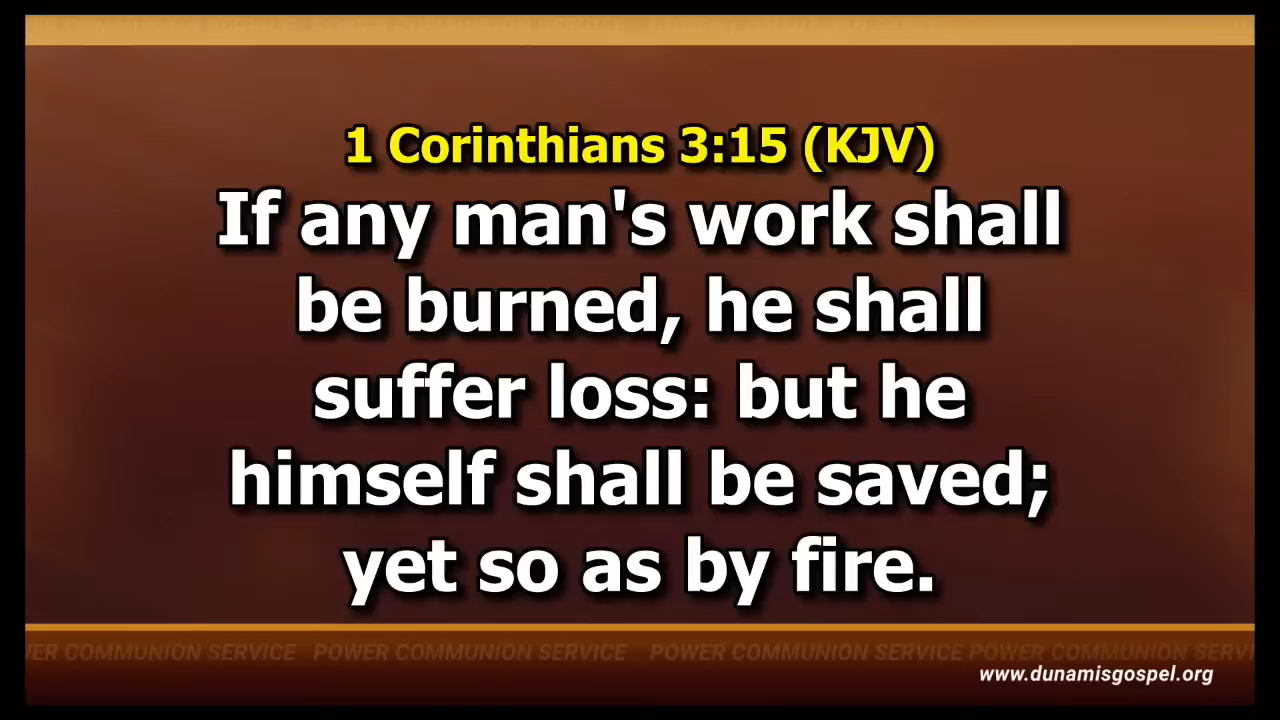 1 Corinthians 3:15 (KJV)
If any man's work shall
be burned, he shall
suffer loss: but he
himself shall be saved;
yet so as by fire.
ER COMMUNION SERVICE POWER COMMUNION SERVICE POWER COMMUNION SERVICE POWER COMMUNION SERVI
www.dunamisgospel.org